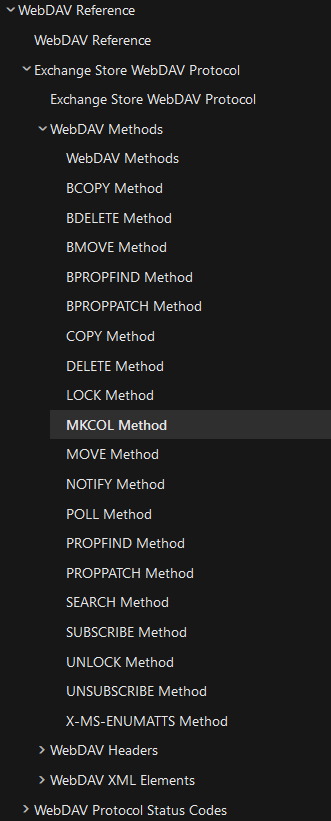 WebDAV Reference
WebDAV Reference
Exchange Store WebDAV Protocol
Exchange Store WebDAV Protocol
WebDAV Methods
WebDAV Methods
BCOPY Method
BDELETE Method
BMOVE Method
BPROPFIND Method
BPROPPATCH Method
COPY Method
DELETE Method
LOCK Method
MKCOL Method
MOVE Method
NOTIFY Method
POLL Method
PROPFIND Method
PROPPATCH Method
SEARCH Method
SUBSCRIBE Method
UNLOCK Method
UNSUBSCRIBE Method
X-MS-ENUMATTS Method
WebDAV Headers
WebDAV XML Elements
WebDAV Protocol Status Codes